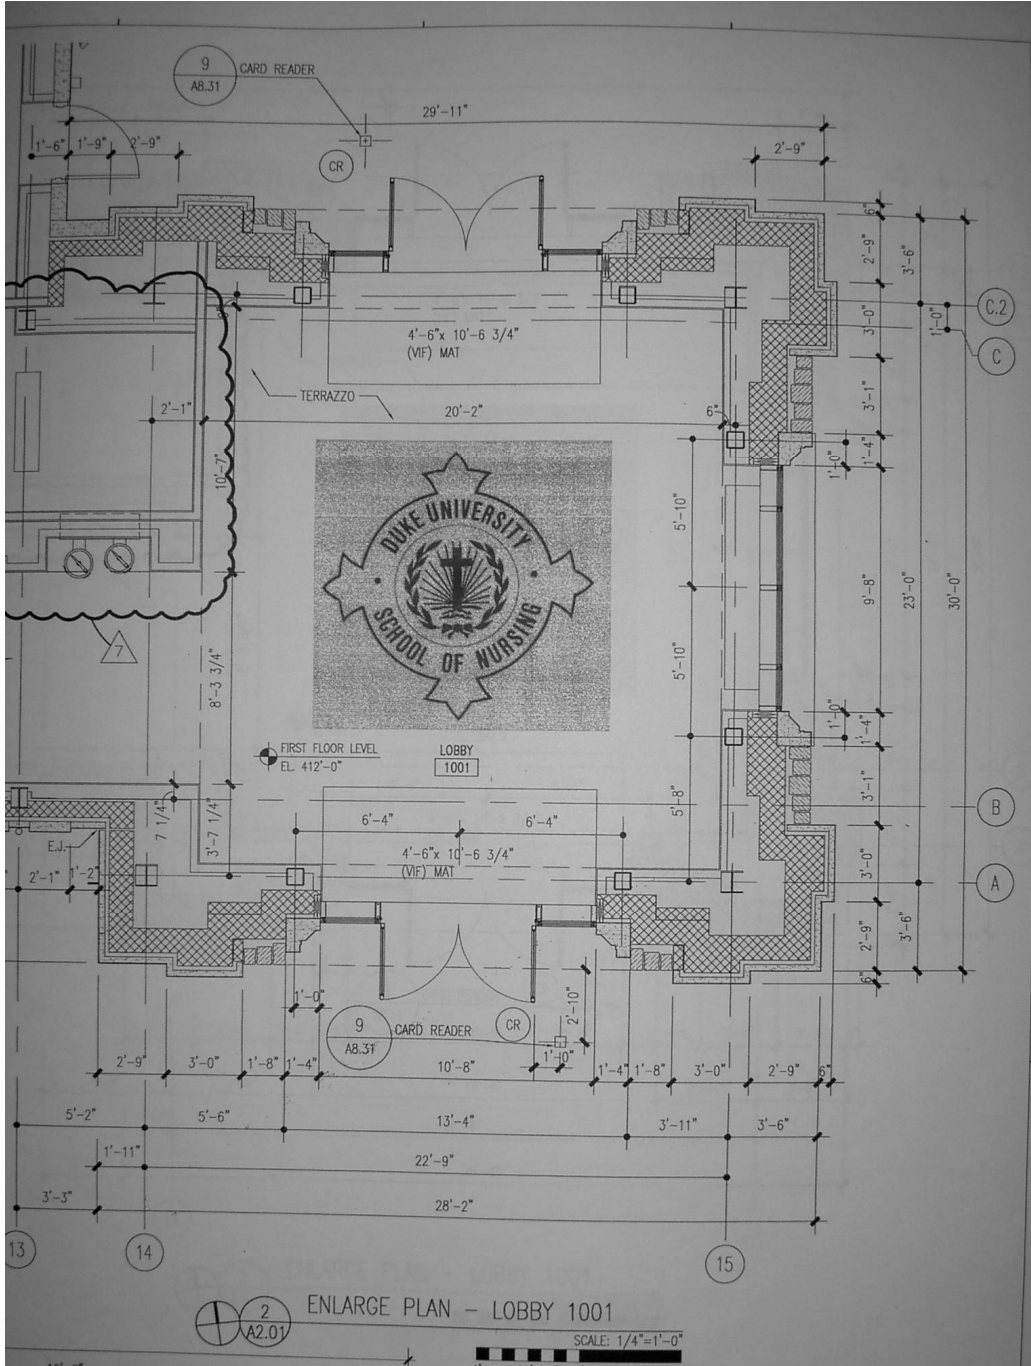 9
A8.31
CARD READER
29'-11"
1'-6"
1'-9"
2'-9"
CR
2'-9"
6"
2'-9"
3'-6"
C.2
4'-6"x 10'-6 3/4"
(VIF) MAT
3'-0"
1'-0"
C
TERRAZZO
2'-1"
20'-2"
6"
3'-1"
10'-7"
1'-0"
1'-4"
5'-10"
DUKE UNIVERSITY
SCHOOL OF NURSING
9'-8"
23'-0"
30'-0"
7
8'-3 3/4"
5'-10"
FIRST FLOOR LEVEL
EL. 412'-0"
LOBBY
1001
1'-0"
1'-4"
3'-1"
B
7 1/4"
6'-4"
6'-4"
5'-8"
E.J.
3'-7 1/4"
4'-6"x 10'-6 3/4"
(VIF) MAT
2'-1"
1'-2"
3'-0"
A
2'-9"
3'-6"
6"
1'-0"
9
A8.31
CARD READER
CR
2'-10"
1'-0"
2'-9"
3'-0"
1'-8"
1'-4"
10'-8"
1'-4"
1'-8"
3'-0"
2'-9"
6"
5'-2"
5'-6"
13'-4"
3'-11"
3'-6"
1'-11"
22'-9"
3'-3"
28'-2"
13
14
15
2
A2.01
ENLARGE PLAN - LOBBY 1001
SCALE: 1/4"=1'-0"